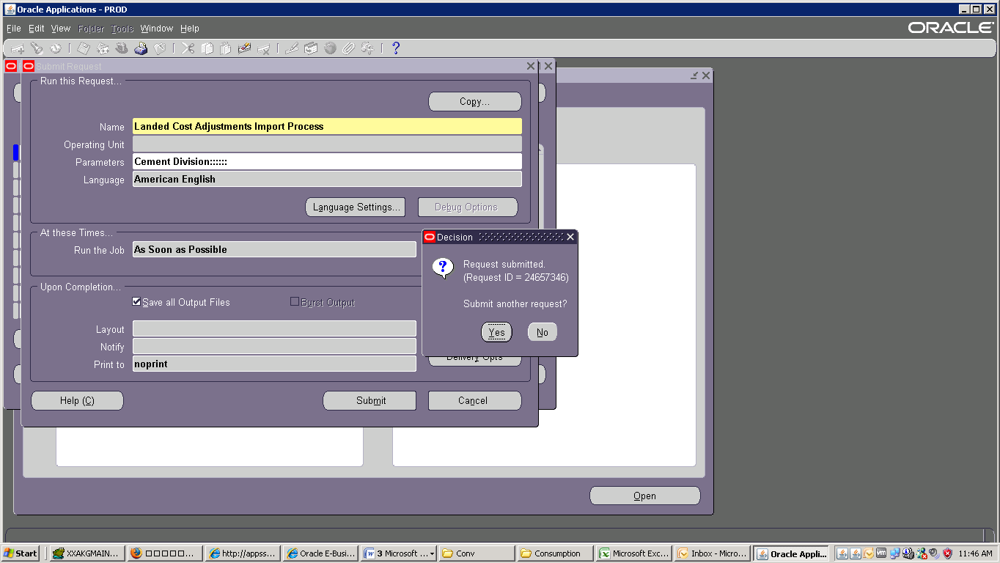 Oracle Applications - PROD
File Edit View Folder Tools Window Help
ORACLE
Submit Request
Run this Request...
Copy...
Name Landed Cost Adjustments Import Process
Operating Unit
Parameters Cement Division::::::
Language American English
Language Settings... Debug Options
At these Times...
Run the Job As Soon as Possible
Decision
Request submitted.
(Request ID = 24657346)
Submit another request?
Yes No
Upon Completion...
Save all Output Files Burst Output
Layout
Notify
Print to noprint
Delivery Opts
Help (C) Submit Cancel
Open
Start XXAKGMAIN... http://appss... Oracle E-Busi... 3 Microsoft ... Conv Consumption Microsoft Exc... Inbox - Micro... Oracle Appli... 11:46 AM